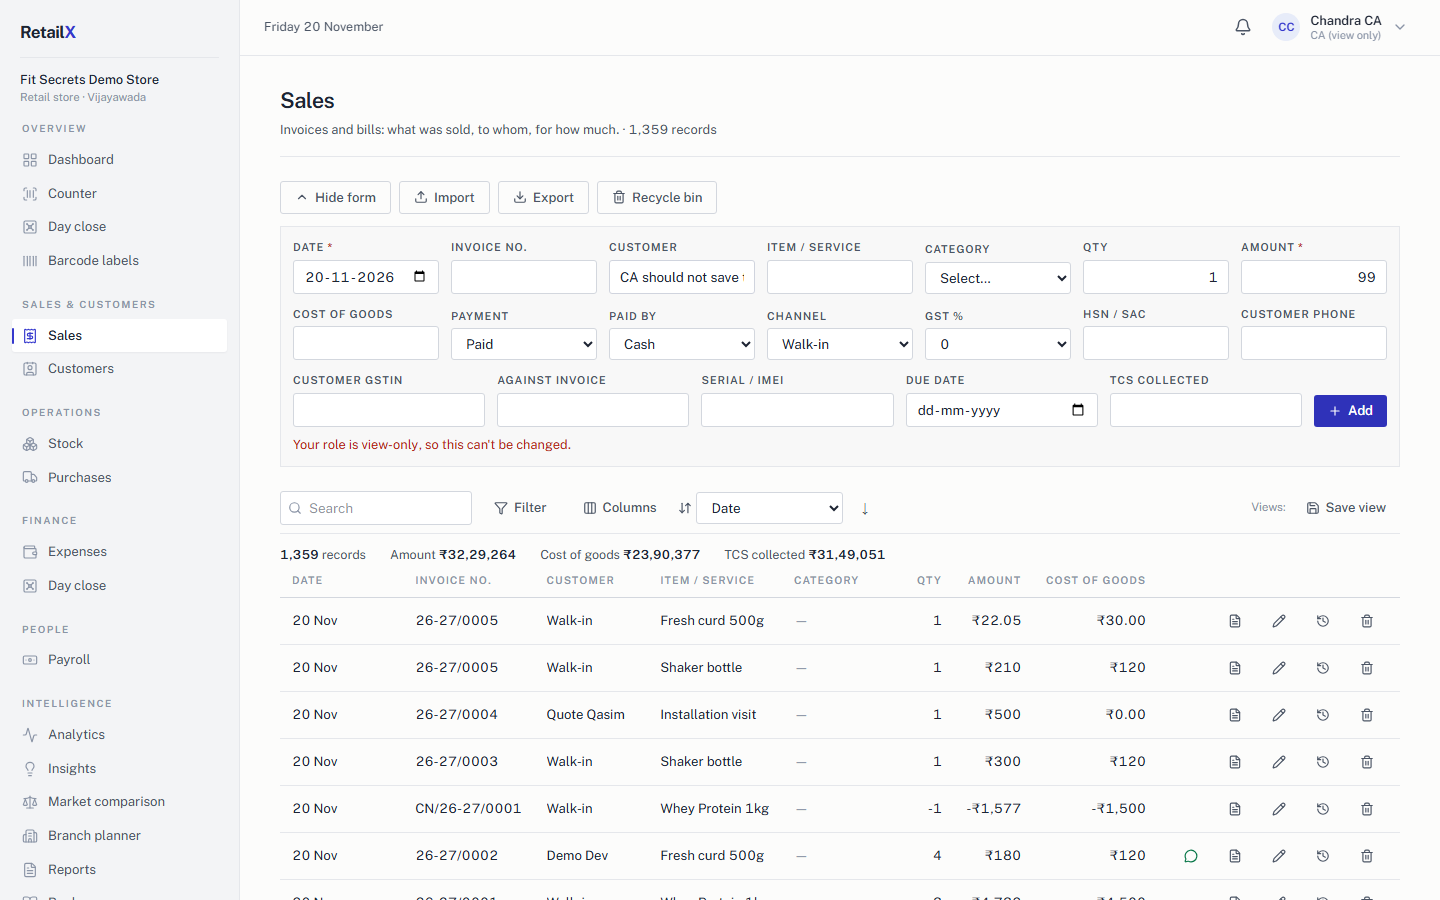 RetailX
Friday 20 November
CC
Chandra CA
CA (view only)
Fit Secrets Demo Store
Retail store · Vijayawada
OVERVIEW
Dashboard
Counter
Day close
Barcode labels
SALES & CUSTOMERS
Sales
Customers
OPERATIONS
Stock
Purchases
FINANCE
Expenses
Day close
PEOPLE
Payroll
INTELLIGENCE
Analytics
Insights
Market comparison
Branch planner
Reports
Sales
Invoices and bills: what was sold, to whom, for how much. · 1,359 records
Hide form Import Export Recycle bin
DATE * INVOICE NO. CUSTOMER ITEM / SERVICE CATEGORY QTY AMOUNT *
20-11-2026 CA should not save Select... 1 99
COST OF GOODS PAYMENT PAID BY CHANNEL GST % HSN / SAC CUSTOMER PHONE
Paid Cash Walk-in 0
CUSTOMER GSTIN AGAINST INVOICE SERIAL / IMEI DUE DATE TCS COLLECTED
dd-mm-yyyy + Add
Your role is view-only, so this can't be changed.
Search Filter Columns Date ↓ Views: Save view
1,359 records Amount ₹32,29,264 Cost of goods ₹23,90,377 TCS collected ₹31,49,051
DATE INVOICE NO. CUSTOMER ITEM / SERVICE CATEGORY QTY AMOUNT COST OF GOODS
20 Nov 26-27/0005 Walk-in Fresh curd 500g — 1 ₹22.05 ₹30.00
20 Nov 26-27/0005 Walk-in Shaker bottle — 1 ₹210 ₹120
20 Nov 26-27/0004 Quote Qasim Installation visit — 1 ₹500 ₹0.00
20 Nov 26-27/0003 Walk-in Shaker bottle — 1 ₹300 ₹120
20 Nov CN/26-27/0001 Walk-in Whey Protein 1kg — -1 -₹1,577 -₹1,500
20 Nov 26-27/0002 Demo Dev Fresh curd 500g — 4 ₹180 ₹120